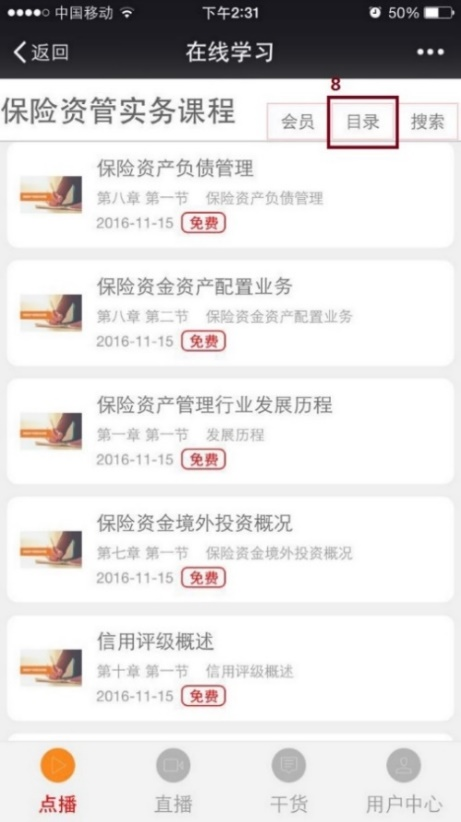 中国移动 下午2:31 50%
返回 在线学习
8
保险资管实务课程 会员 目录 搜索
保险资产负债管理
第八章 第一节 保险资产负债管理
2016-11-15 免费
保险资金资产配置业务
第八章 第二节 保险资金资产配置业务
2016-11-15 免费
保险资产管理行业发展历程
第一章 第一节 发展历程
2016-11-15 免费
保险资金境外投资概况
第七章 第一节 保险资金境外投资概况
2016-11-15 免费
信用评级概述
第十章 第一节 信用评级概述
2016-11-15 免费
点播 直播 干货 用户中心